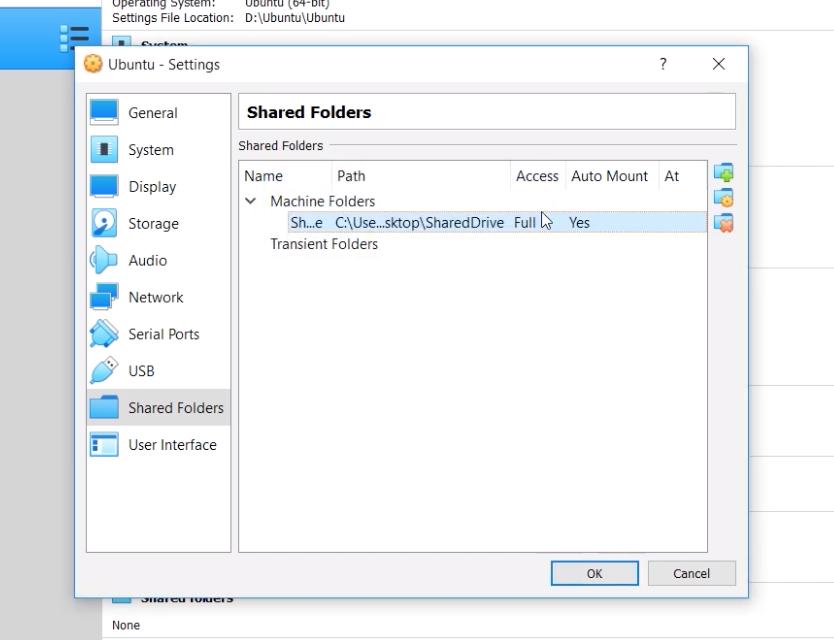 Operating System: Ubuntu (64-bit)
Settings File Location: D:\Ubuntu\Ubuntu
System
Ubuntu - Settings
?
General
System
Display
Storage
Audio
Network
Serial Ports
USB
Shared Folders
User Interface
Shared Folders
Shared Folders
Name Path Access Auto Mount At
Machine Folders
Sh...e C:\Use...sktop\SharedDrive Full Yes
Transient Folders
OK Cancel
Shared folders
None